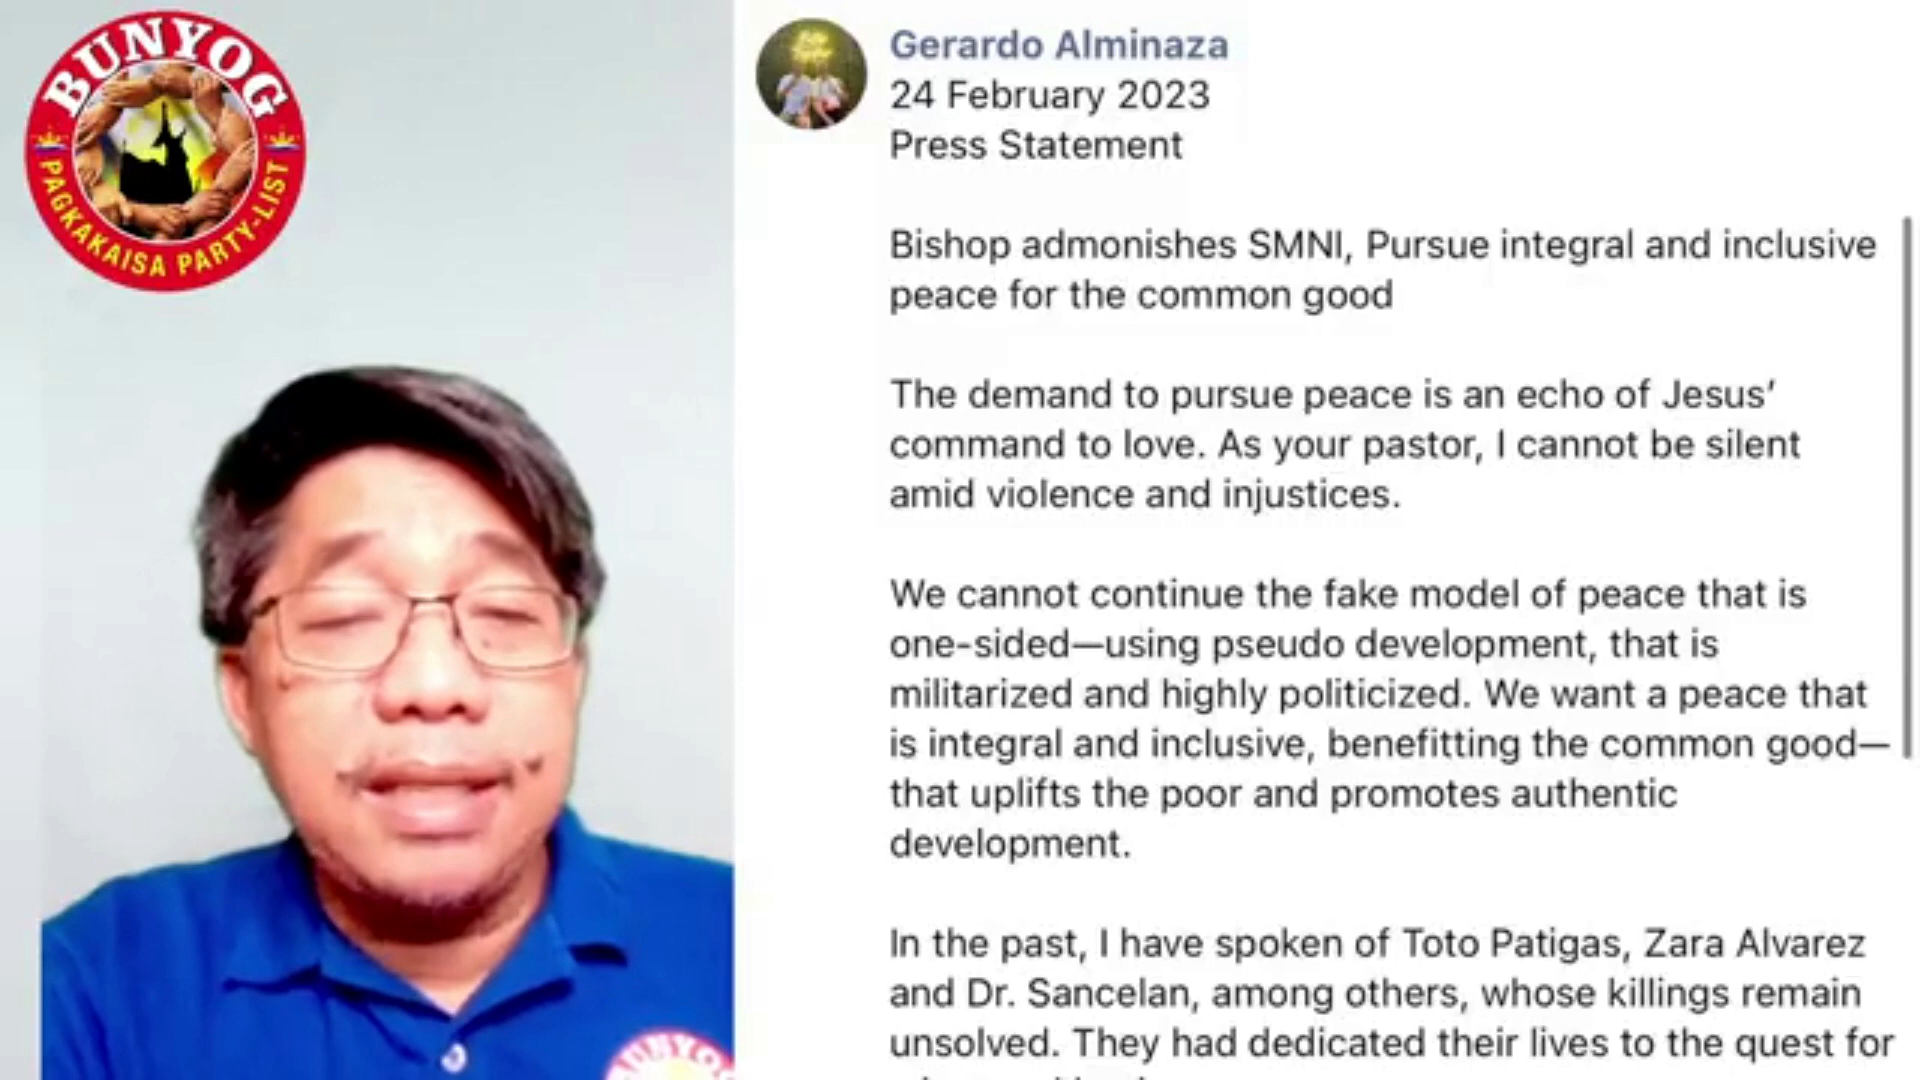 BUNYOG
PAGKAKAISA PARTY-LIST
Gerardo Alminaza
24 February 2023
Press Statement
Bishop admonishes SMNI, Pursue integral and inclusive
peace for the common good
The demand to pursue peace is an echo of Jesus’
command to love. As your pastor, I cannot be silent
amid violence and injustices.
We cannot continue the fake model of peace that is
one-sided—using pseudo development, that is
militarized and highly politicized. We want a peace that
is integral and inclusive, benefitting the common good—
that uplifts the poor and promotes authentic
development.
In the past, I have spoken of Toto Patigas, Zara Alvarez
and Dr. Sancelan, among others, whose killings remain
unsolved. They had dedicated their lives to the quest for